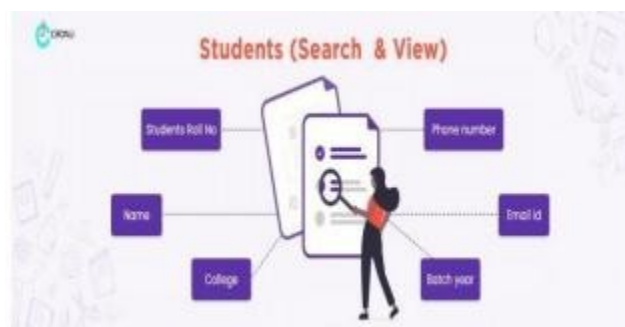 Students (Search & View)
Students Roll No
Phone number
Name
Email id
College
Batch year